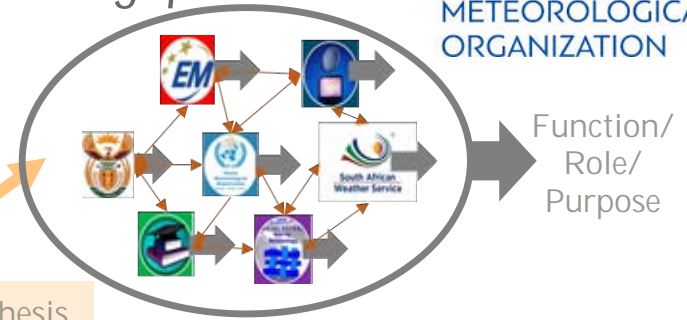 METEOROLOGICA
ORGANIZATION
EM
South African
Weather Service
Function/
Role/
Purpose
hesis